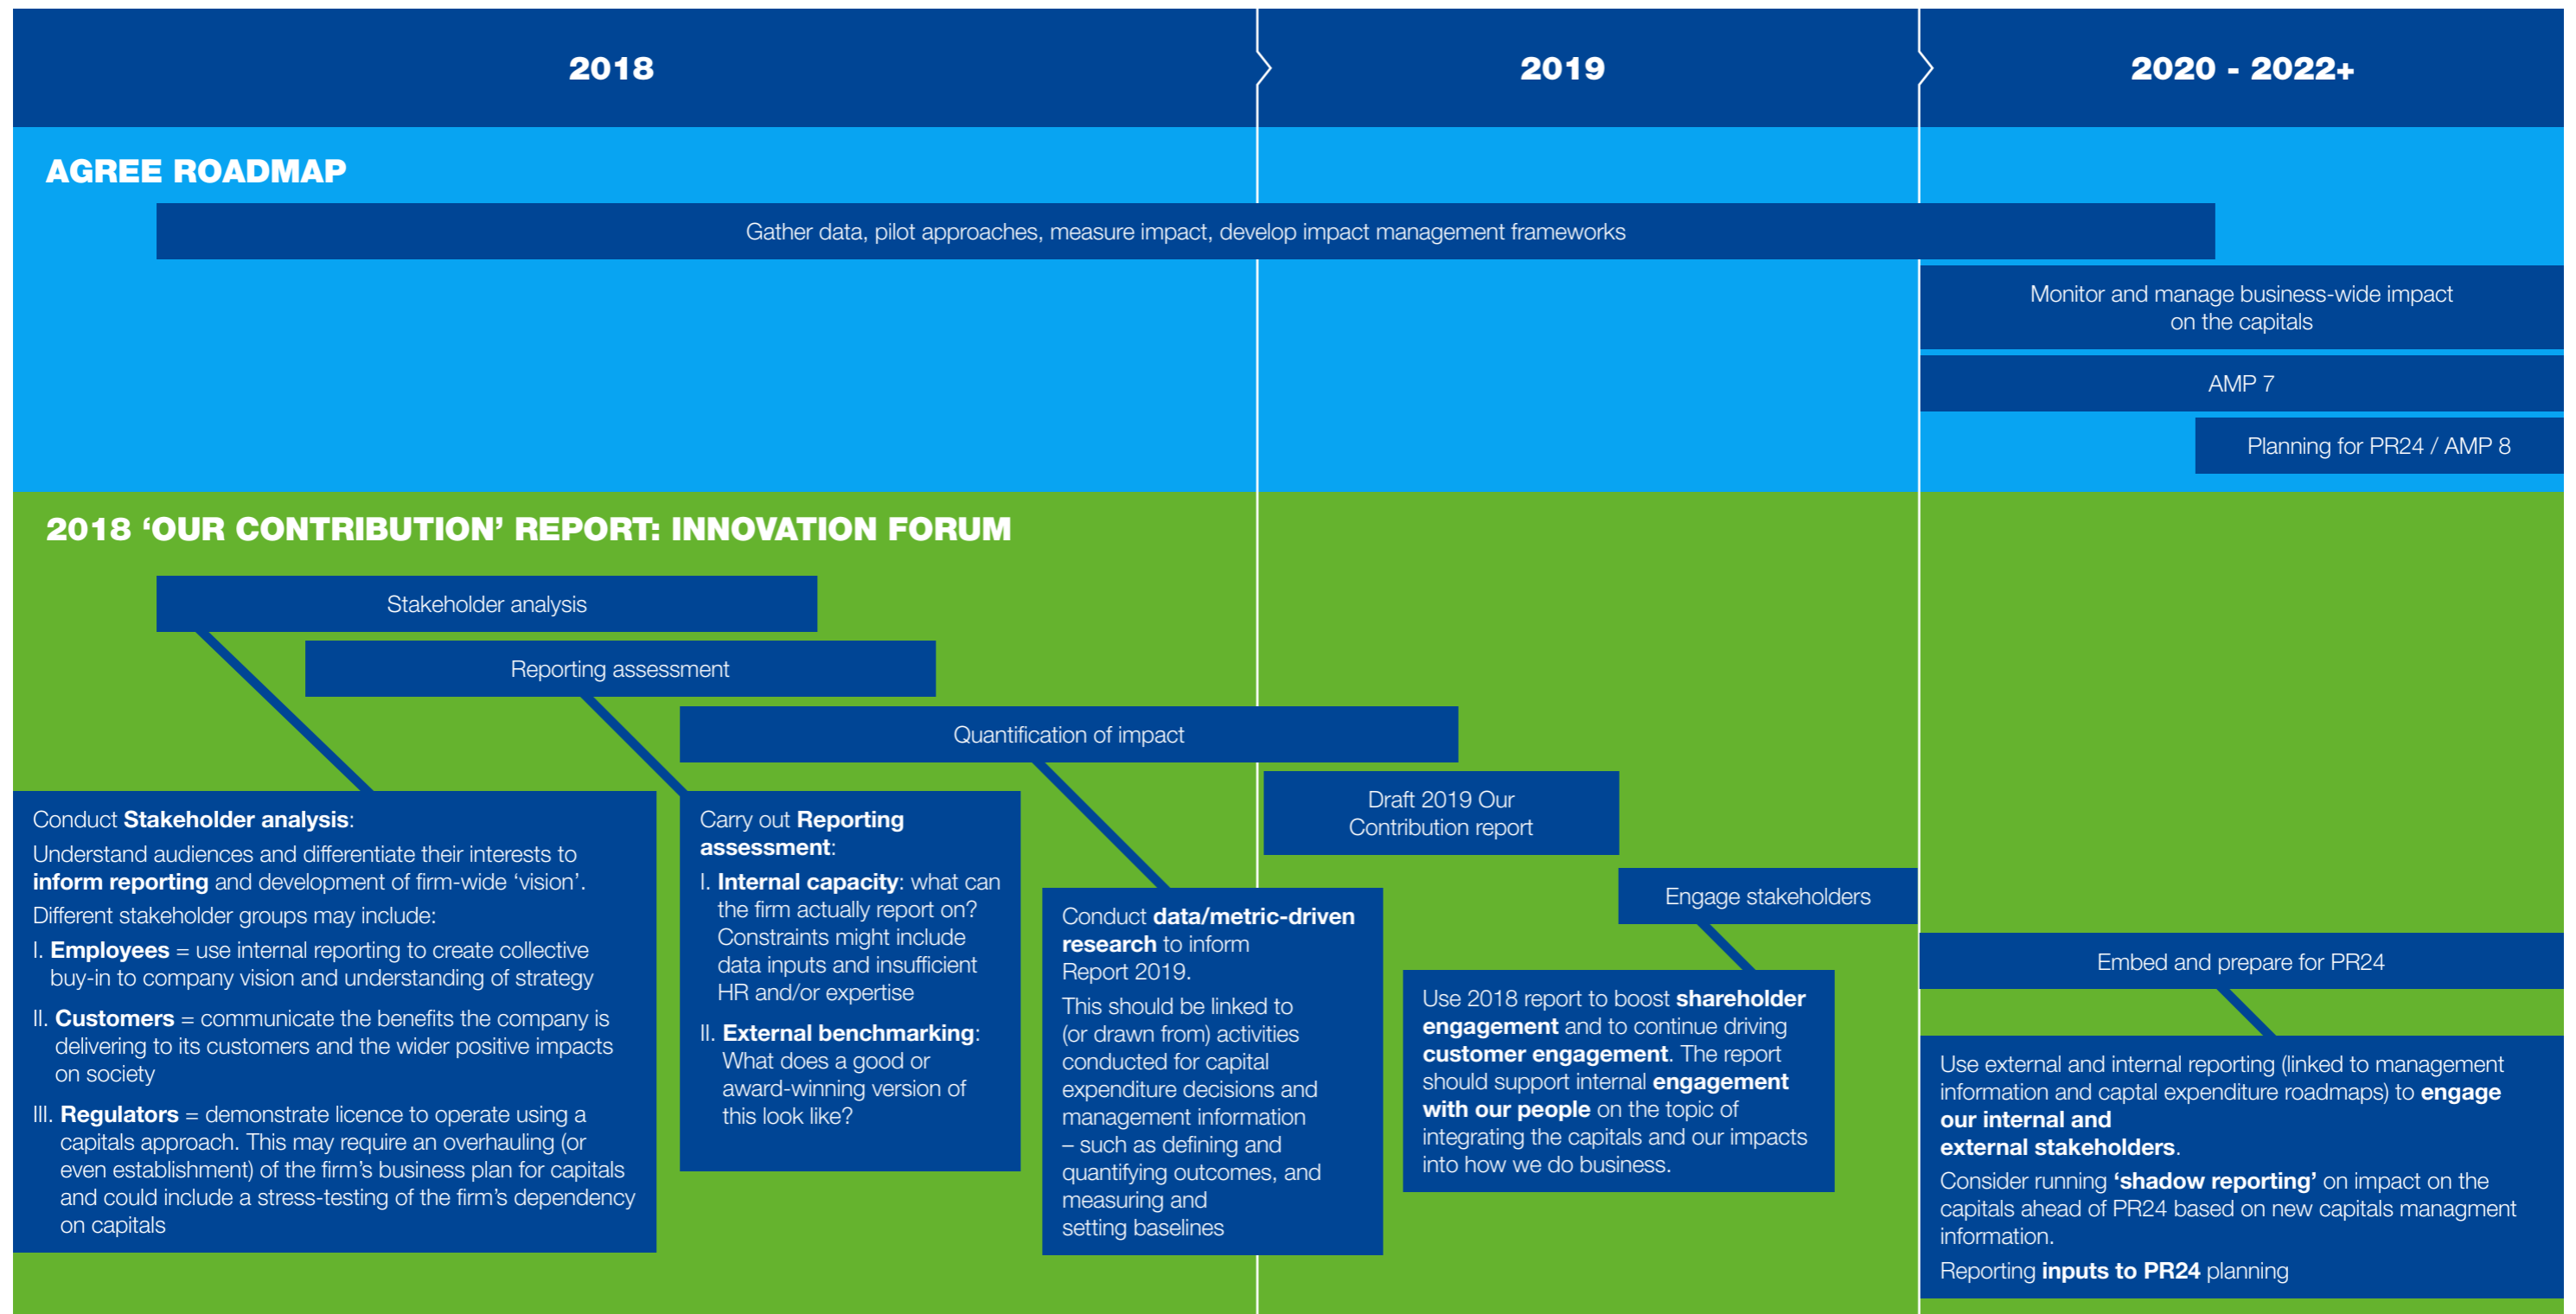 2018
2019
2020 - 2022+
AGREE ROADMAP
Gather data, pilot approaches, measure impact, develop impact management frameworks
Monitor and manage business-wide impact
on the capitals
AMP 7
Planning for PR24 / AMP 8
2018 ‘OUR CONTRIBUTION’ REPORT: INNOVATION FORUM
Stakeholder analysis
Reporting assessment
Quantification of impact
Draft 2019 Our
Contribution report
Engage stakeholders
Embed and prepare for PR24
Conduct Stakeholder analysis:
Understand audiences and differentiate their interests to
inform reporting and development of firm-wide ‘vision’.
Different stakeholder groups may include:
I. Employees = use internal reporting to create collective
buy-in to company vision and understanding of strategy
II. Customers = communicate the benefits the company is
delivering to its customers and the wider positive impacts
on society
III. Regulators = demonstrate licence to operate using a
capitals approach. This may require an overhauling (or
even establishment) of the firm’s business plan for capitals
and could include a stress-testing of the firm’s dependency
on capitals
Carry out Reporting
assessment:
I. Internal capacity: what can
the firm actually report on?
Constraints might include
data inputs and insufficient
HR and/or expertise
II. External benchmarking:
What does a good or
award-winning version of
this look like?
Conduct data/metric-driven
research to inform
Report 2019.
This should be linked to
(or drawn from) activities
conducted for capital
expenditure decisions and
management information
– such as defining and
quantifying outcomes, and
measuring and
setting baselines
Use 2018 report to boost shareholder
engagement and to continue driving
customer engagement. The report
should support internal engagement
with our people on the topic of
integrating the capitals and our impacts
into how we do business.
Use external and internal reporting (linked to management
information and captal expenditure roadmaps) to engage
our internal and
external stakeholders.
Consider running ‘shadow reporting’ on impact on the
capitals ahead of PR24 based on new capitals managment
information.
Reporting inputs to PR24 planning